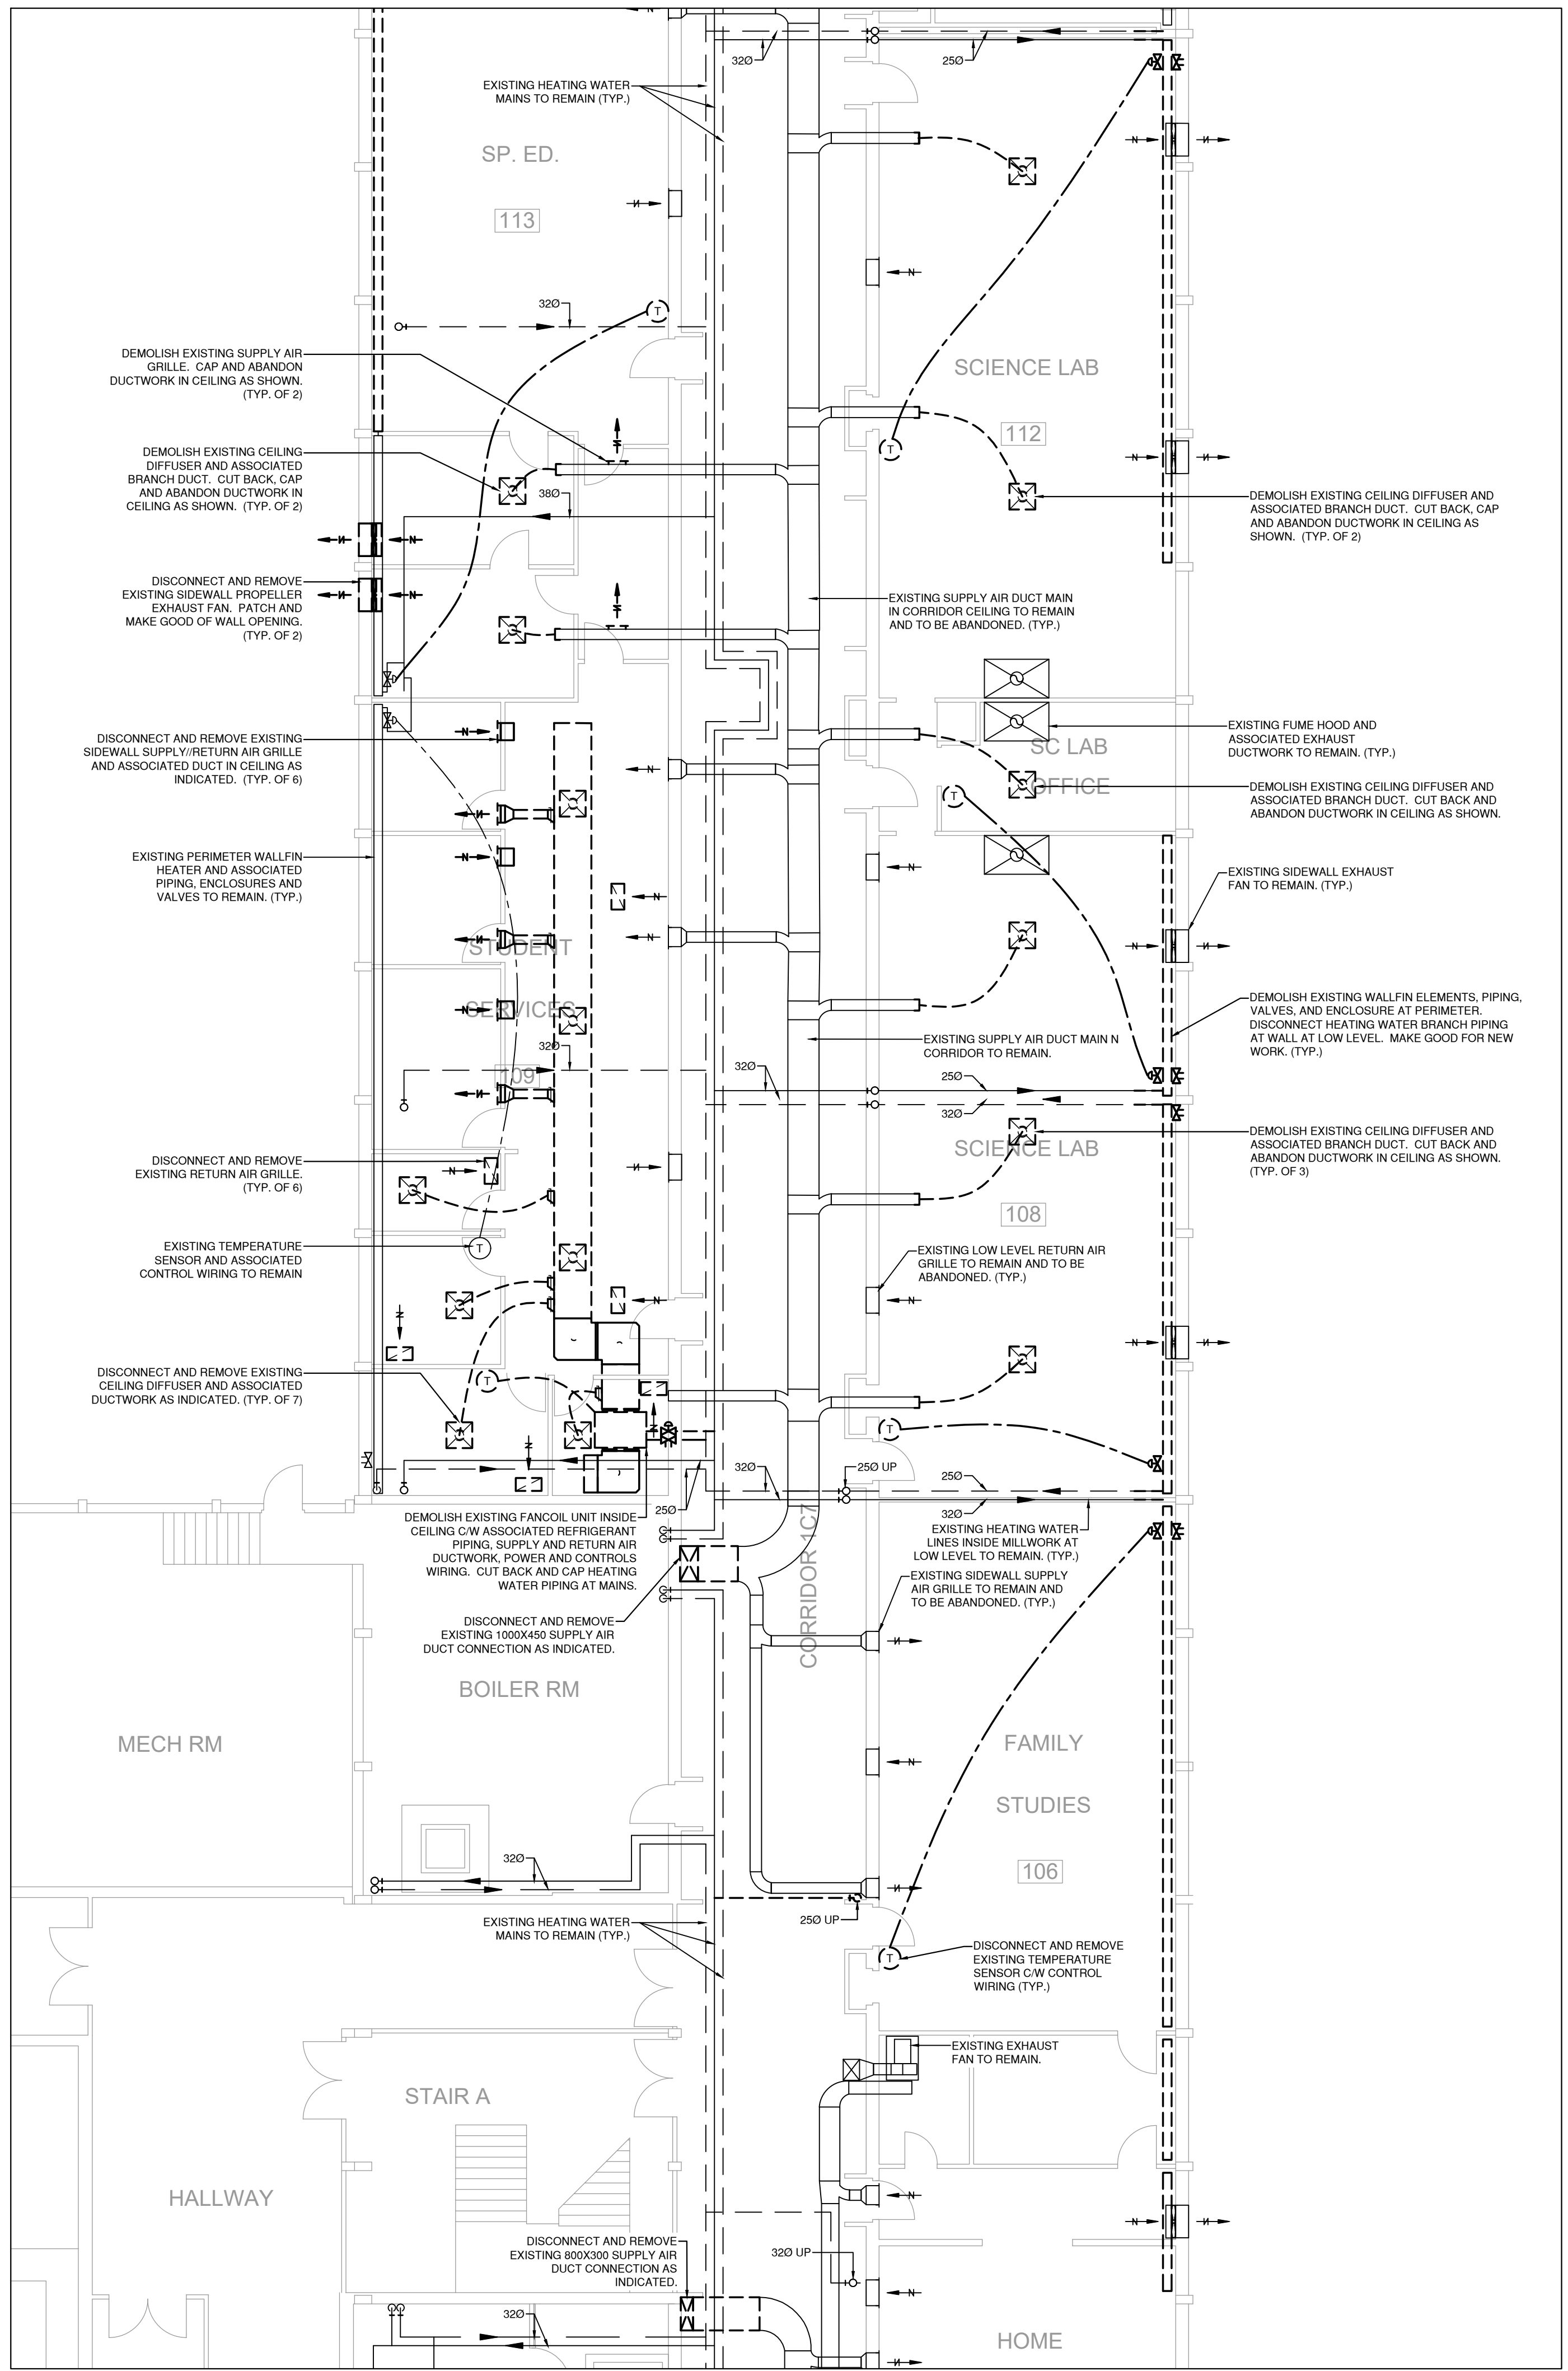 32Ø
25Ø
EXISTING HEATING WATER
MAINS TO REMAIN (TYP.)
SP. ED.
113
32Ø
T
DEMOLISH EXISTING SUPPLY AIR
GRILLE. CAP AND ABANDON
DUCTWORK IN CEILING AS SHOWN.
(TYP. OF 2)
SCIENCE LAB
112
T
DEMOLISH EXISTING CEILING
DIFFUSER AND ASSOCIATED
BRANCH DUCT. CUT BACK, CAP
AND ABANDON DUCTWORK IN
CEILING AS SHOWN. (TYP. OF 2)
38Ø
DEMOLISH EXISTING CEILING DIFFUSER AND
ASSOCIATED BRANCH DUCT. CUT BACK, CAP
AND ABANDON DUCTWORK IN CEILING AS
SHOWN. (TYP. OF 2)
DISCONNECT AND REMOVE
EXISTING SIDEWALL PROPELLER
EXHAUST FAN. PATCH AND
MAKE GOOD OF WALL OPENING.
(TYP. OF 2)
EXISTING SUPPLY AIR DUCT MAIN
IN CORRIDOR CEILING TO REMAIN
AND TO BE ABANDONED. (TYP.)
DISCONNECT AND REMOVE EXISTING
SIDEWALL SUPPLY//RETURN AIR GRILLE
AND ASSOCIATED DUCT IN CEILING AS
INDICATED. (TYP. OF 6)
EXISTING FUME HOOD AND
ASSOCIATED EXHAUST
DUCTWORK TO REMAIN. (TYP.)
SC LAB
OFFICE
T
DEMOLISH EXISTING CEILING DIFFUSER AND
ASSOCIATED BRANCH DUCT. CUT BACK AND
ABANDON DUCTWORK IN CEILING AS SHOWN.
EXISTING PERIMETER WALLFIN
HEATER AND ASSOCIATED
PIPING, ENCLOSURES AND
VALVES TO REMAIN. (TYP.)
EXISTING SIDEWALL EXHAUST
FAN TO REMAIN. (TYP.)
STUDENT
SERVICES
109
32Ø
DEMOLISH EXISTING WALLFIN ELEMENTS, PIPING,
VALVES, AND ENCLOSURE AT PERIMETER.
DISCONNECT HEATING WATER BRANCH PIPING
AT WALL AT LOW LEVEL. MAKE GOOD FOR NEW
WORK. (TYP.)
EXISTING SUPPLY AIR DUCT MAIN N
CORRIDOR TO REMAIN.
32Ø
25Ø
32Ø
SCIENCE LAB
108
DEMOLISH EXISTING CEILING DIFFUSER AND
ASSOCIATED BRANCH DUCT. CUT BACK AND
ABANDON DUCTWORK IN CEILING AS SHOWN.
(TYP. OF 3)
DISCONNECT AND REMOVE
EXISTING RETURN AIR GRILLE.
(TYP. OF 6)
EXISTING TEMPERATURE
SENSOR AND ASSOCIATED
CONTROL WIRING TO REMAIN
T
EXISTING LOW LEVEL RETURN AIR
GRILLE TO REMAIN AND TO BE
ABANDONED. (TYP.)
DISCONNECT AND REMOVE EXISTING
CEILING DIFFUSER AND ASSOCIATED
DUCTWORK AS INDICATED. (TYP. OF 7)
T
T
32Ø
25Ø UP
25Ø
32Ø
25Ø
DEMOLISH EXISTING FANCOIL UNIT INSIDE
CEILING C/W ASSOCIATED REFRIGERANT
PIPING, SUPPLY AND RETURN AIR
DUCTWORK, POWER AND CONTROLS
WIRING. CUT BACK AND CAP HEATING
WATER PIPING AT MAINS.
EXISTING HEATING WATER
LINES INSIDE MILLWORK AT
LOW LEVEL TO REMAIN. (TYP.)
CORRIDOR 1C7
EXISTING SIDEWALL SUPPLY
AIR GRILLE TO REMAIN AND
TO BE ABANDONED. (TYP.)
DISCONNECT AND REMOVE
EXISTING 1000X450 SUPPLY AIR
DUCT CONNECTION AS INDICATED.
BOILER RM
MECH RM
FAMILY
STUDIES
106
32Ø
25Ø UP
EXISTING HEATING WATER
MAINS TO REMAIN (TYP.)
T
DISCONNECT AND REMOVE
EXISTING TEMPERATURE
SENSOR C/W CONTROL
WIRING (TYP.)
EXISTING EXHAUST
FAN TO REMAIN.
STAIR A
HALLWAY
DISCONNECT AND REMOVE
EXISTING 800X300 SUPPLY AIR
DUCT CONNECTION AS
INDICATED.
32Ø UP
32Ø
HOME